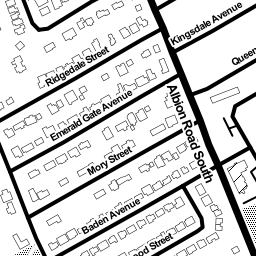 Kingsdale Avenue
Queen
Ridgedale Street
Emerald Gate Avenue
Albion Road South
Mory Street
Baden Avenue
ood Street